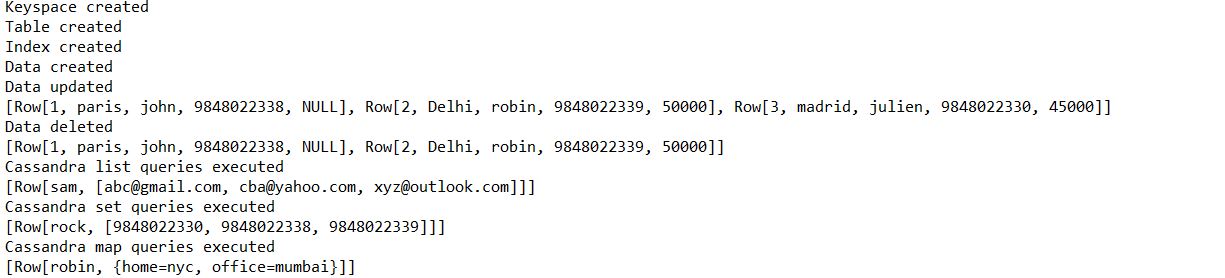 Keyspace created
Table created
Index created
Data created
Data updated
[Row[1, paris, john, 9848022338, NULL], Row[2, Delhi, robin, 9848022339, 50000], Row[3, madrid, julien, 9848022330, 45000]]
Data deleted
[Row[1, paris, john, 9848022338, NULL], Row[2, Delhi, robin, 9848022339, 50000]]
Cassandra list queries executed
[Row[sam, [abc@gmail.com, cba@yahoo.com, xyz@outlook.com]]]
Cassandra set queries executed
[Row[rock, [9848022330, 9848022338, 9848022339]]]
Cassandra map queries executed
[Row[robin, {home=nyc, office=mumbai}]]